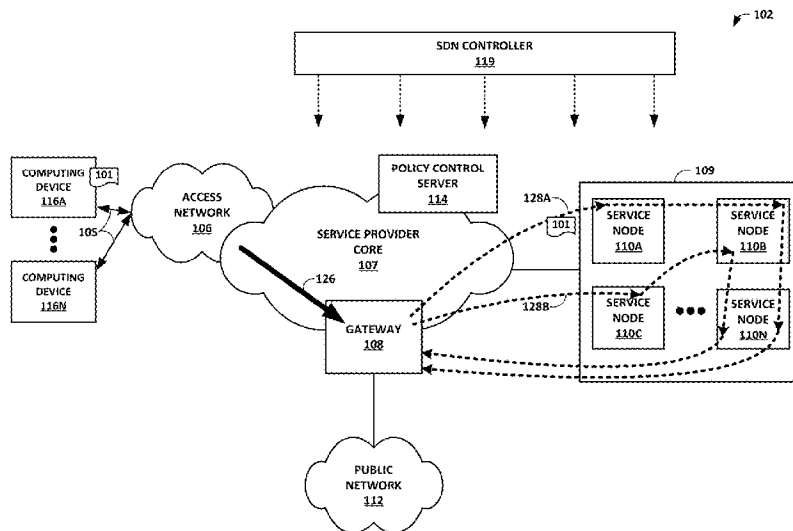 102
SDN CONTROLLER
119
109
COMPUTING
DEVICE
116A
101
105
COMPUTING
DEVICE
116N
ACCESS
NETWORK
106
POLICY CONTROL
SERVER
114
SERVICE PROVIDER
CORE
107
126
128A
101
128B
SERVICE
NODE
110A
SERVICE
NODE
110B
SERVICE
NODE
110C
SERVICE
NODE
110N
GATEWAY
108
PUBLIC
NETWORK
112